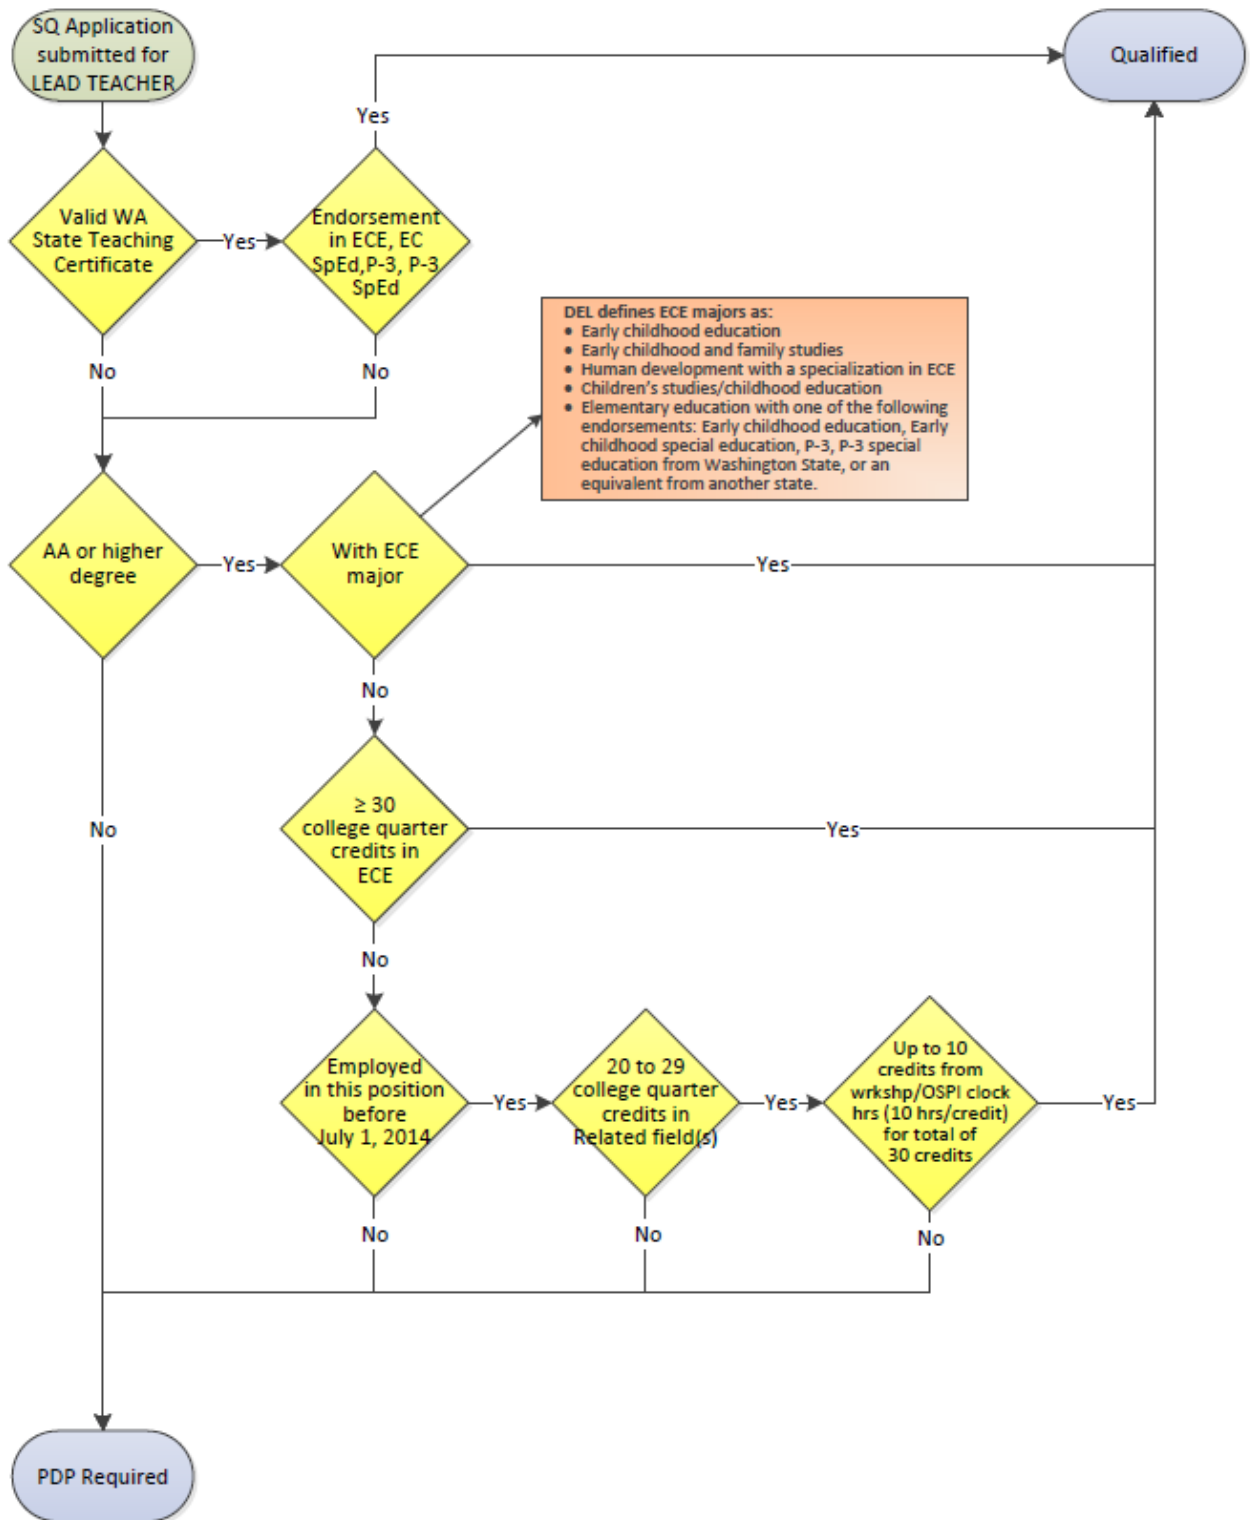 SQ Application
submitted for
LEAD TEACHER
Qualified
Yes
Valid WA
State Teaching
Certificate
Yes
Endorsement
in ECE, EC
SpEd,P-3, P-3
SpEd
No
No
DEL defines ECE majors as:
• Early childhood education
• Early childhood and family studies
• Human development with a specialization in ECE
• Children's studies/childhood education
• Elementary education with one of the following
endorsements: Early childhood education, Early
childhood special education, P-3, P-3 special
education from Washington State, or an
equivalent from another state.
AA or higher
degree
Yes
With ECE
major
Yes
No
No
≥ 30
college quarter
credits in
ECE
Yes
No
Employed
in this position
before
July 1, 2014
Yes
20 to 29
college quarter
credits in
Related field(s)
Yes
Up to 10
credits from
wrkshp/OSPI clock
hrs (10 hrs/credit)
for total of
30 credits
Yes
No
No
No
PDP Required